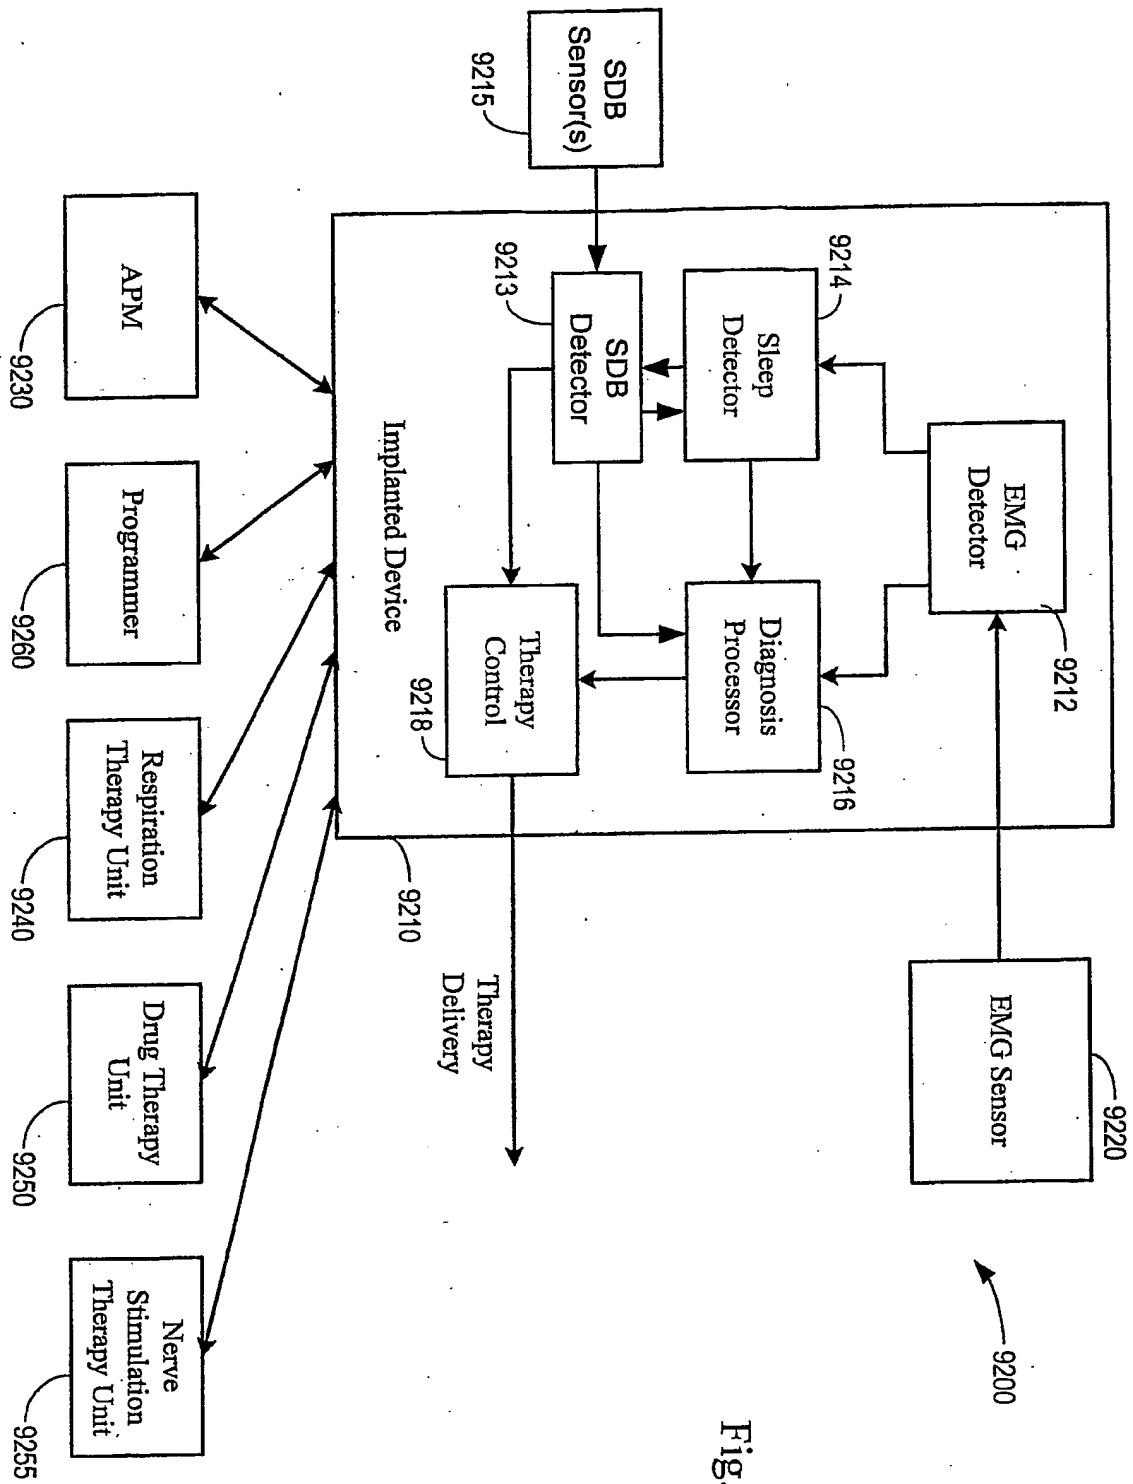 9200
EMG Sensor
9220
EMG
Detector
9212
Sleep
Detector
9214
Diagnosis
Processor
9216
SDB
Sensor(s)
9215
SDB
Detector
9213
Therapy
Control
9218
Therapy
Delivery
Implanted Device
9210
APM
9230
Programmer
9260
Respiration
Therapy Unit
9240
Drug Therapy
Unit
9250
Nerve
Stimulation
Therapy Unit
9255
Fig